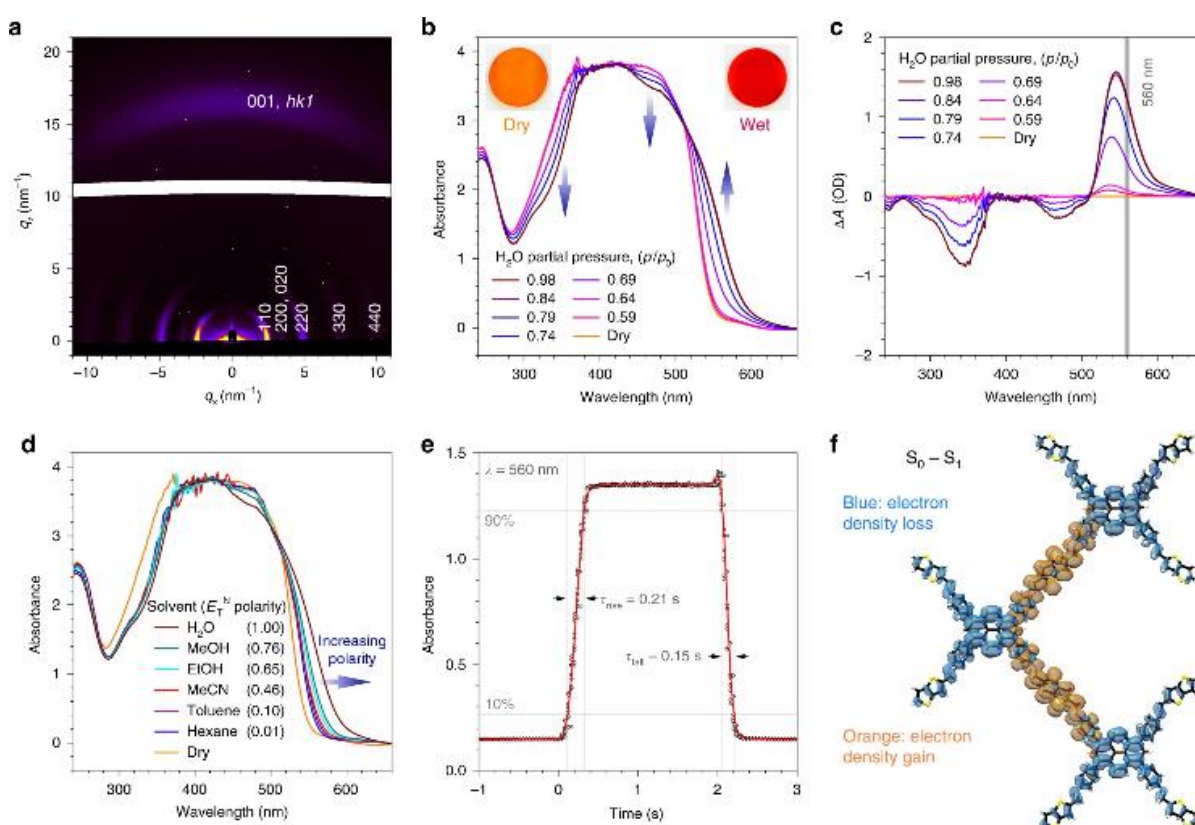 a
20
15
10
5
0
−10
−5
0
5
10
q_z (nm⁻¹)
q_x (nm⁻¹)
001, hk1
110
200, 020
220
330
440
b
4
3
2
1
0
Absorbance
300
400
500
600
Wavelength (nm)
Dry
Wet
H₂O partial pressure, (p/p₀)
0.98 0.69
0.84 0.64
0.79 0.59
0.74 Dry
c
2
1
0
−1
−2
ΔA (OD)
300
400
500
600
Wavelength (nm)
H₂O partial pressure, (p/p₀)
0.98 0.69
0.84 0.64
0.79 0.59
0.74 Dry
560 nm
d
4
3
2
1
0
Absorbance
300
400
500
600
Wavelength (nm)
Solvent (E_T^N polarity)
H₂O (1.00)
MeOH (0.76)
EtOH (0.65)
MeCN (0.46)
Toluene (0.10)
Hexane (0.01)
Dry
Increasing
polarity
e
1.5
1.0
0.5
0.0
Absorbance
−1
0
1
2
3
Time (s)
λ = 560 nm
90%
10%
τrise = 0.21 s
τfall = 0.15 s
f
S₀ – S₁
Blue: electron
density loss
Orange: electron
density gain